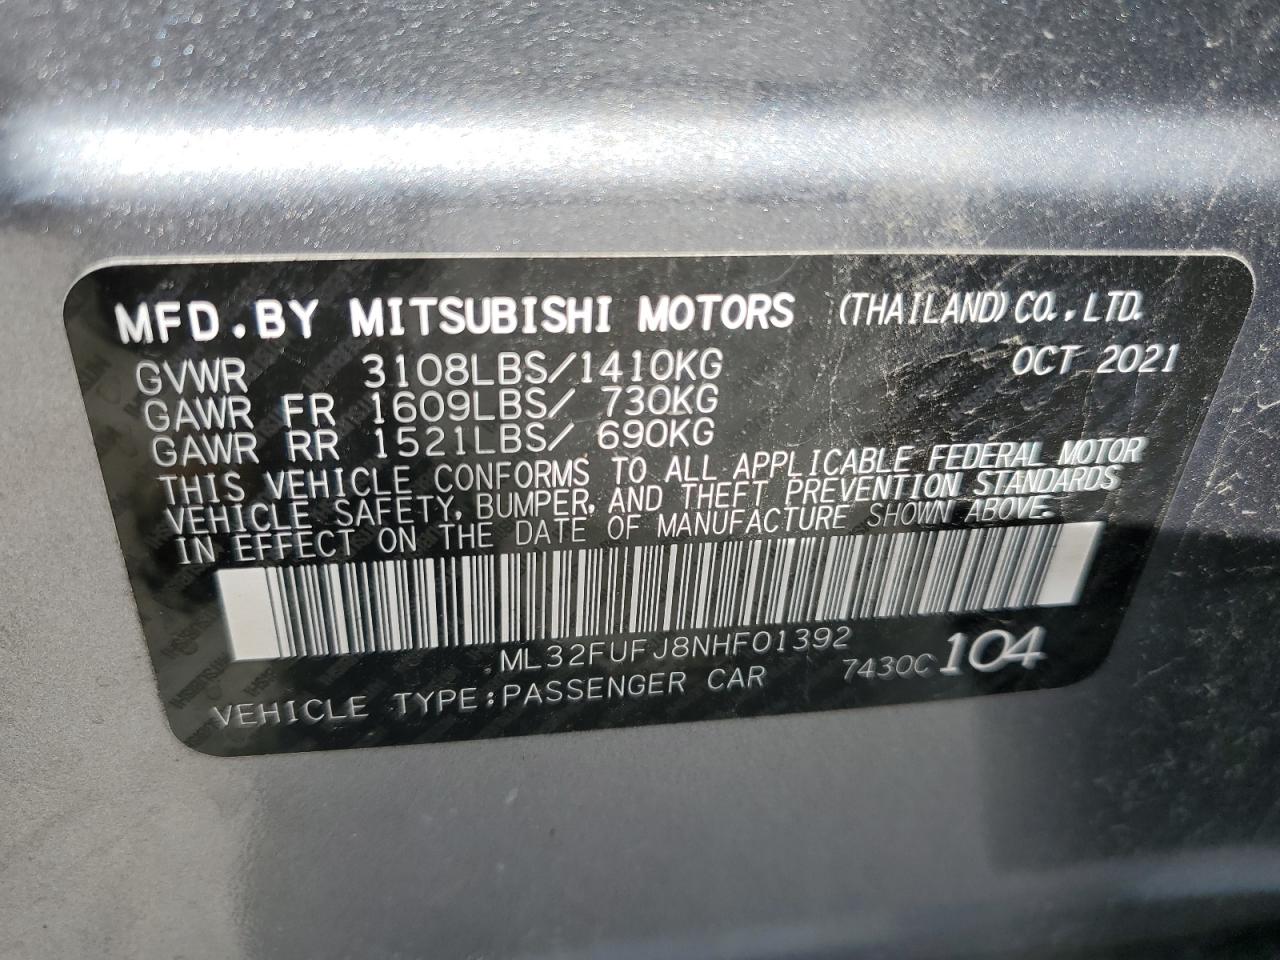 MFD.BY MITSUBISHI MOTORS (THAILAND) CO.,LTD.
GVWR 3108LBS/1410KG OCT 2021
GAWR FR 1609LBS/ 730KG
GAWR RR 1521LBS/ 690KG
THIS VEHICLE CONFORMS TO ALL APPLICABLE FEDERAL MOTOR
VEHICLE SAFETY, BUMPER, AND THEFT PREVENTION STANDARDS
IN EFFECT ON THE DATE OF MANUFACTURE SHOWN ABOVE.
ML32FUFJ8NHF01392
VEHICLE TYPE:PASSENGER CAR 7430C 104